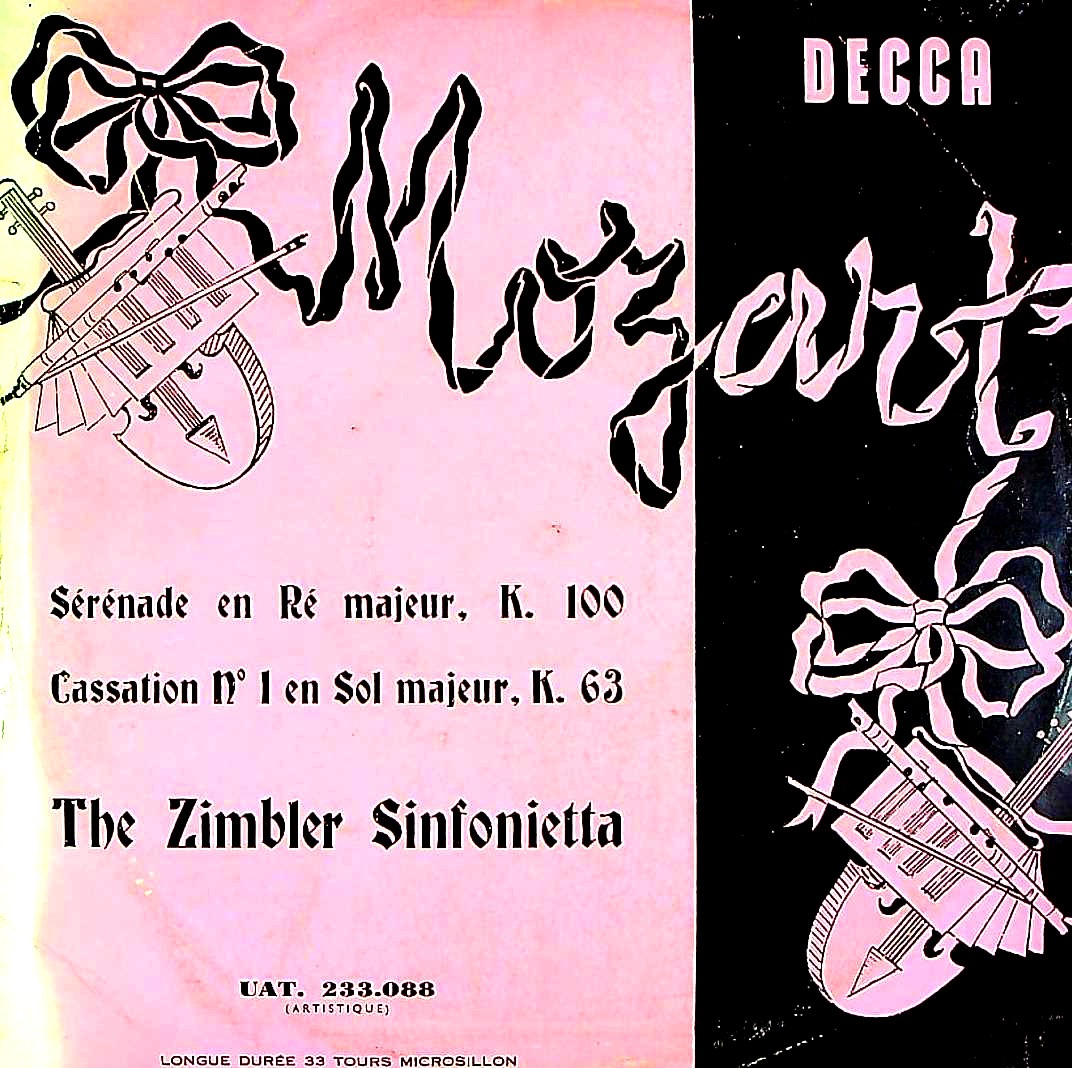 DECCA
Mozart
Sérénade en Ré majeur, K. 100
Cassation Nº 1 en Sol majeur, K. 63
The Zimbler Sinfonietta
UAT. 233.088
(ARTISTIQUE)
LONGUE DURÉE 33 TOURS MICROSILLON